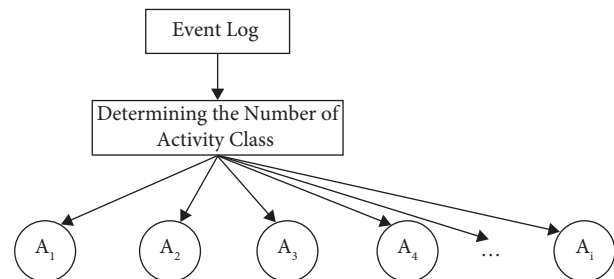 Event Log
Determining the Number of
Activity Class
A₁ A₂ A₃ A₄ ... Aᵢ